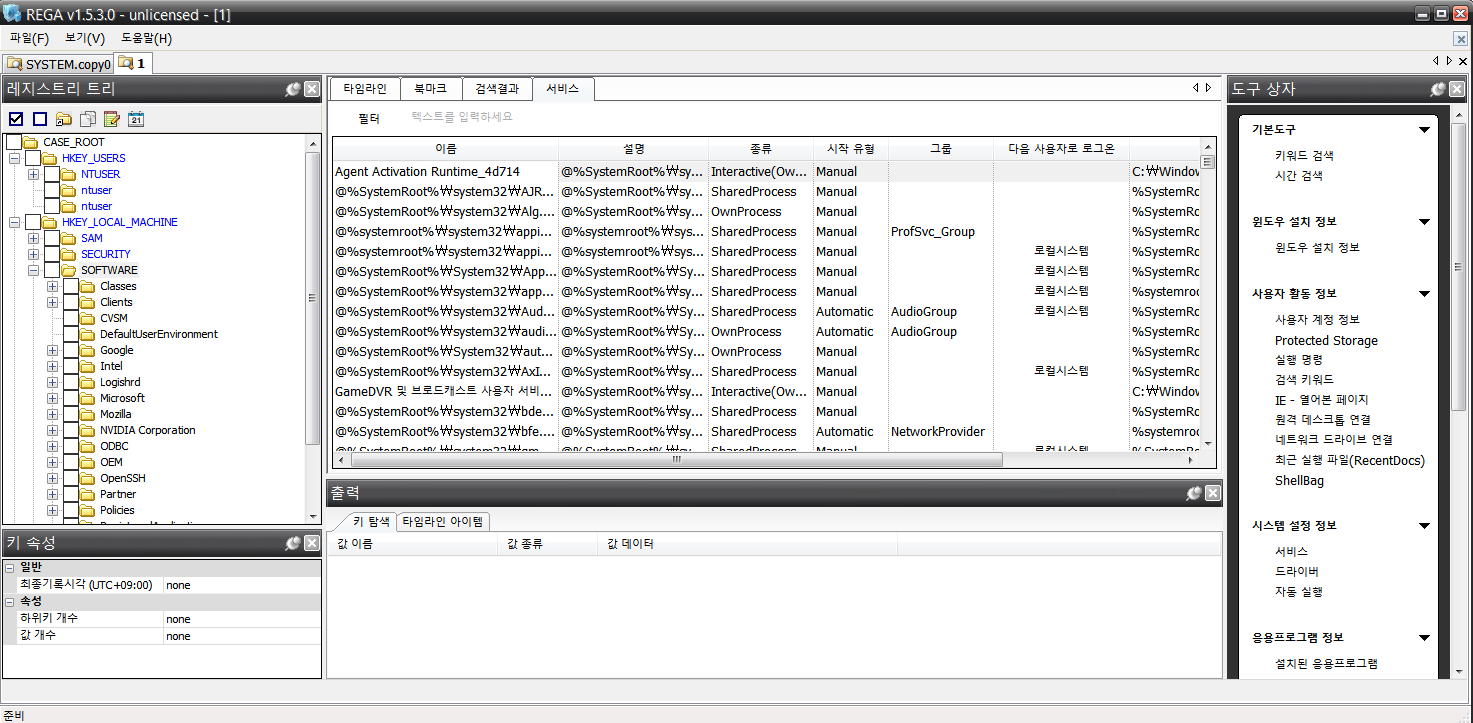 REGA v1.5.3.0 - unlicensed - [1]
파일(F) 보기(V) 도움말(H)
SYSTEM.copy0 1
레지스트리 트리
21
CASE_ROOT
HKEY_USERS
NTUSER
ntuser
ntuser
HKEY_LOCAL_MACHINE
SAM
SECURITY
SOFTWARE
Classes
Clients
CVSM
DefaultUserEnvironment
Google
Intel
Logishrd
Microsoft
Mozilla
NVIDIA Corporation
ODBC
OEM
OpenSSH
Partner
Policies
키 속성
일반
최종기록시각 (UTC+09:00) none
속성
하위키 개수 none
값 개수 none
타임라인 북마크 검색결과 서비스
필터 텍스트를 입력하세요
이름 설명 종류 시작 유형 그룹 다음 사용자로 로그온
Agent Activation Runtime_4d714 @%SystemRoot%₩sy... Interactive(Ow... Manual C:₩Window
@%SystemRoot%₩system32₩AJR... @%SystemRoot%₩sy... SharedProcess Manual %SystemRo
@%SystemRoot%₩system32₩Alg.... @%SystemRoot%₩sy... OwnProcess Manual %SystemRo
@%systemroot%₩system32₩appi... @%systemroot%₩sys... SharedProcess Manual ProfSvc_Group %SystemRo
@%systemroot%₩system32₩appi... @%systemroot%₩sys... SharedProcess Manual 로컬시스템 %SystemRo
@%SystemRoot%₩System32₩App... @%SystemRoot%₩Sy... SharedProcess Manual 로컬시스템 %SystemRo
@%SystemRoot%₩system32₩app... @%SystemRoot%₩sy... SharedProcess Manual 로컬시스템 %systemroo
@%SystemRoot%₩System32₩Aud... @%SystemRoot%₩Sy... SharedProcess Automatic AudioGroup 로컬시스템 %SystemRo
@%SystemRoot%₩system32₩audi... @%SystemRoot%₩Sy... OwnProcess Automatic AudioGroup %SystemRo
@%SystemRoot%₩System32₩aut... @%SystemRoot%₩Sy... OwnProcess Manual %SystemRo
@%SystemRoot%₩System32₩AxI... @%SystemRoot%₩Sy... SharedProcess Manual 로컬시스템 %SystemRo
GameDVR 및 브로드캐스트 사용자 서비... @%SystemRoot%₩Sy... Interactive(Ow... Manual C:₩Window
@%SystemRoot%₩system32₩bde... @%SystemRoot%₩sy... SharedProcess Manual %SystemRo
@%SystemRoot%₩system32₩bfe.... @%SystemRoot%₩sy... SharedProcess Automatic NetworkProvider %systemroo
출력
키 탐색 타임라인 아이템
값 이름 값 종류 값 데이터
도구 상자
기본도구
키워드 검색
시간 검색
윈도우 설치 정보
윈도우 설치 정보
사용자 활동 정보
사용자 계정 정보
Protected Storage
실행 명령
검색 키워드
IE - 열어본 페이지
원격 데스크톱 연결
네트워크 드라이브 연결
최근 실행 파일(RecentDocs)
ShellBag
시스템 설정 정보
서비스
드라이버
자동 실행
응용프로그램 정보
설치된 응용프로그램
준비